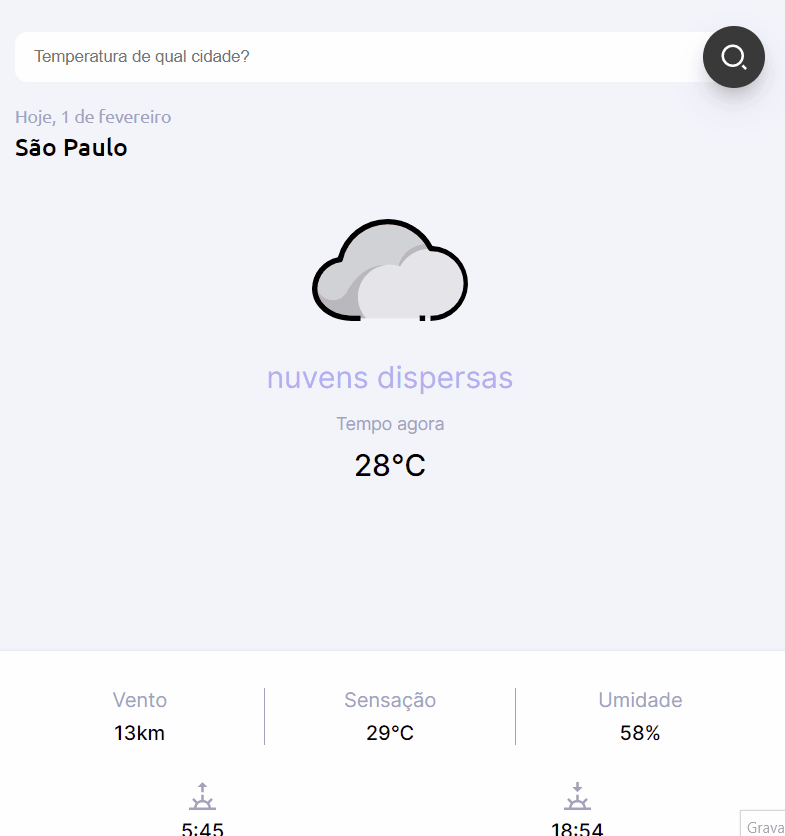 Temperatura de qual cidade?
Hoje, 1 de fevereiro
São Paulo
nuvens dispersas
Tempo agora
28°C
Vento Sensação Umidade
13km 29°C 58%
5:45 18:54
Grava